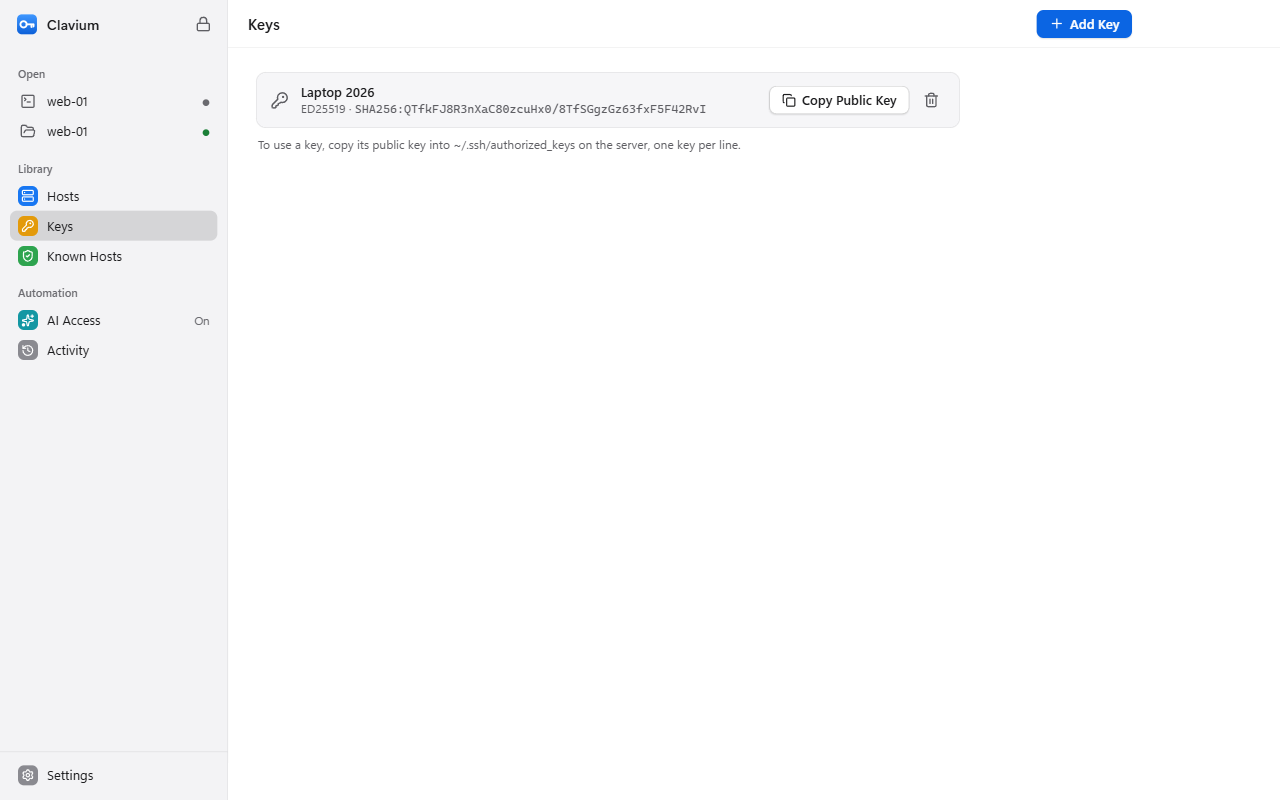 Clavium
Open
web-01
web-01
Library
Hosts
Keys
Known Hosts
Automation
AI Access On
Activity
Settings
Keys
Add Key
Laptop 2026
ED25519 · SHA256:QTfkFJ8R3nXaC80zcuHx0/8TfSGgzGz63fxF5F42RvI
Copy Public Key
To use a key, copy its public key into ~/.ssh/authorized_keys on the server, one key per line.